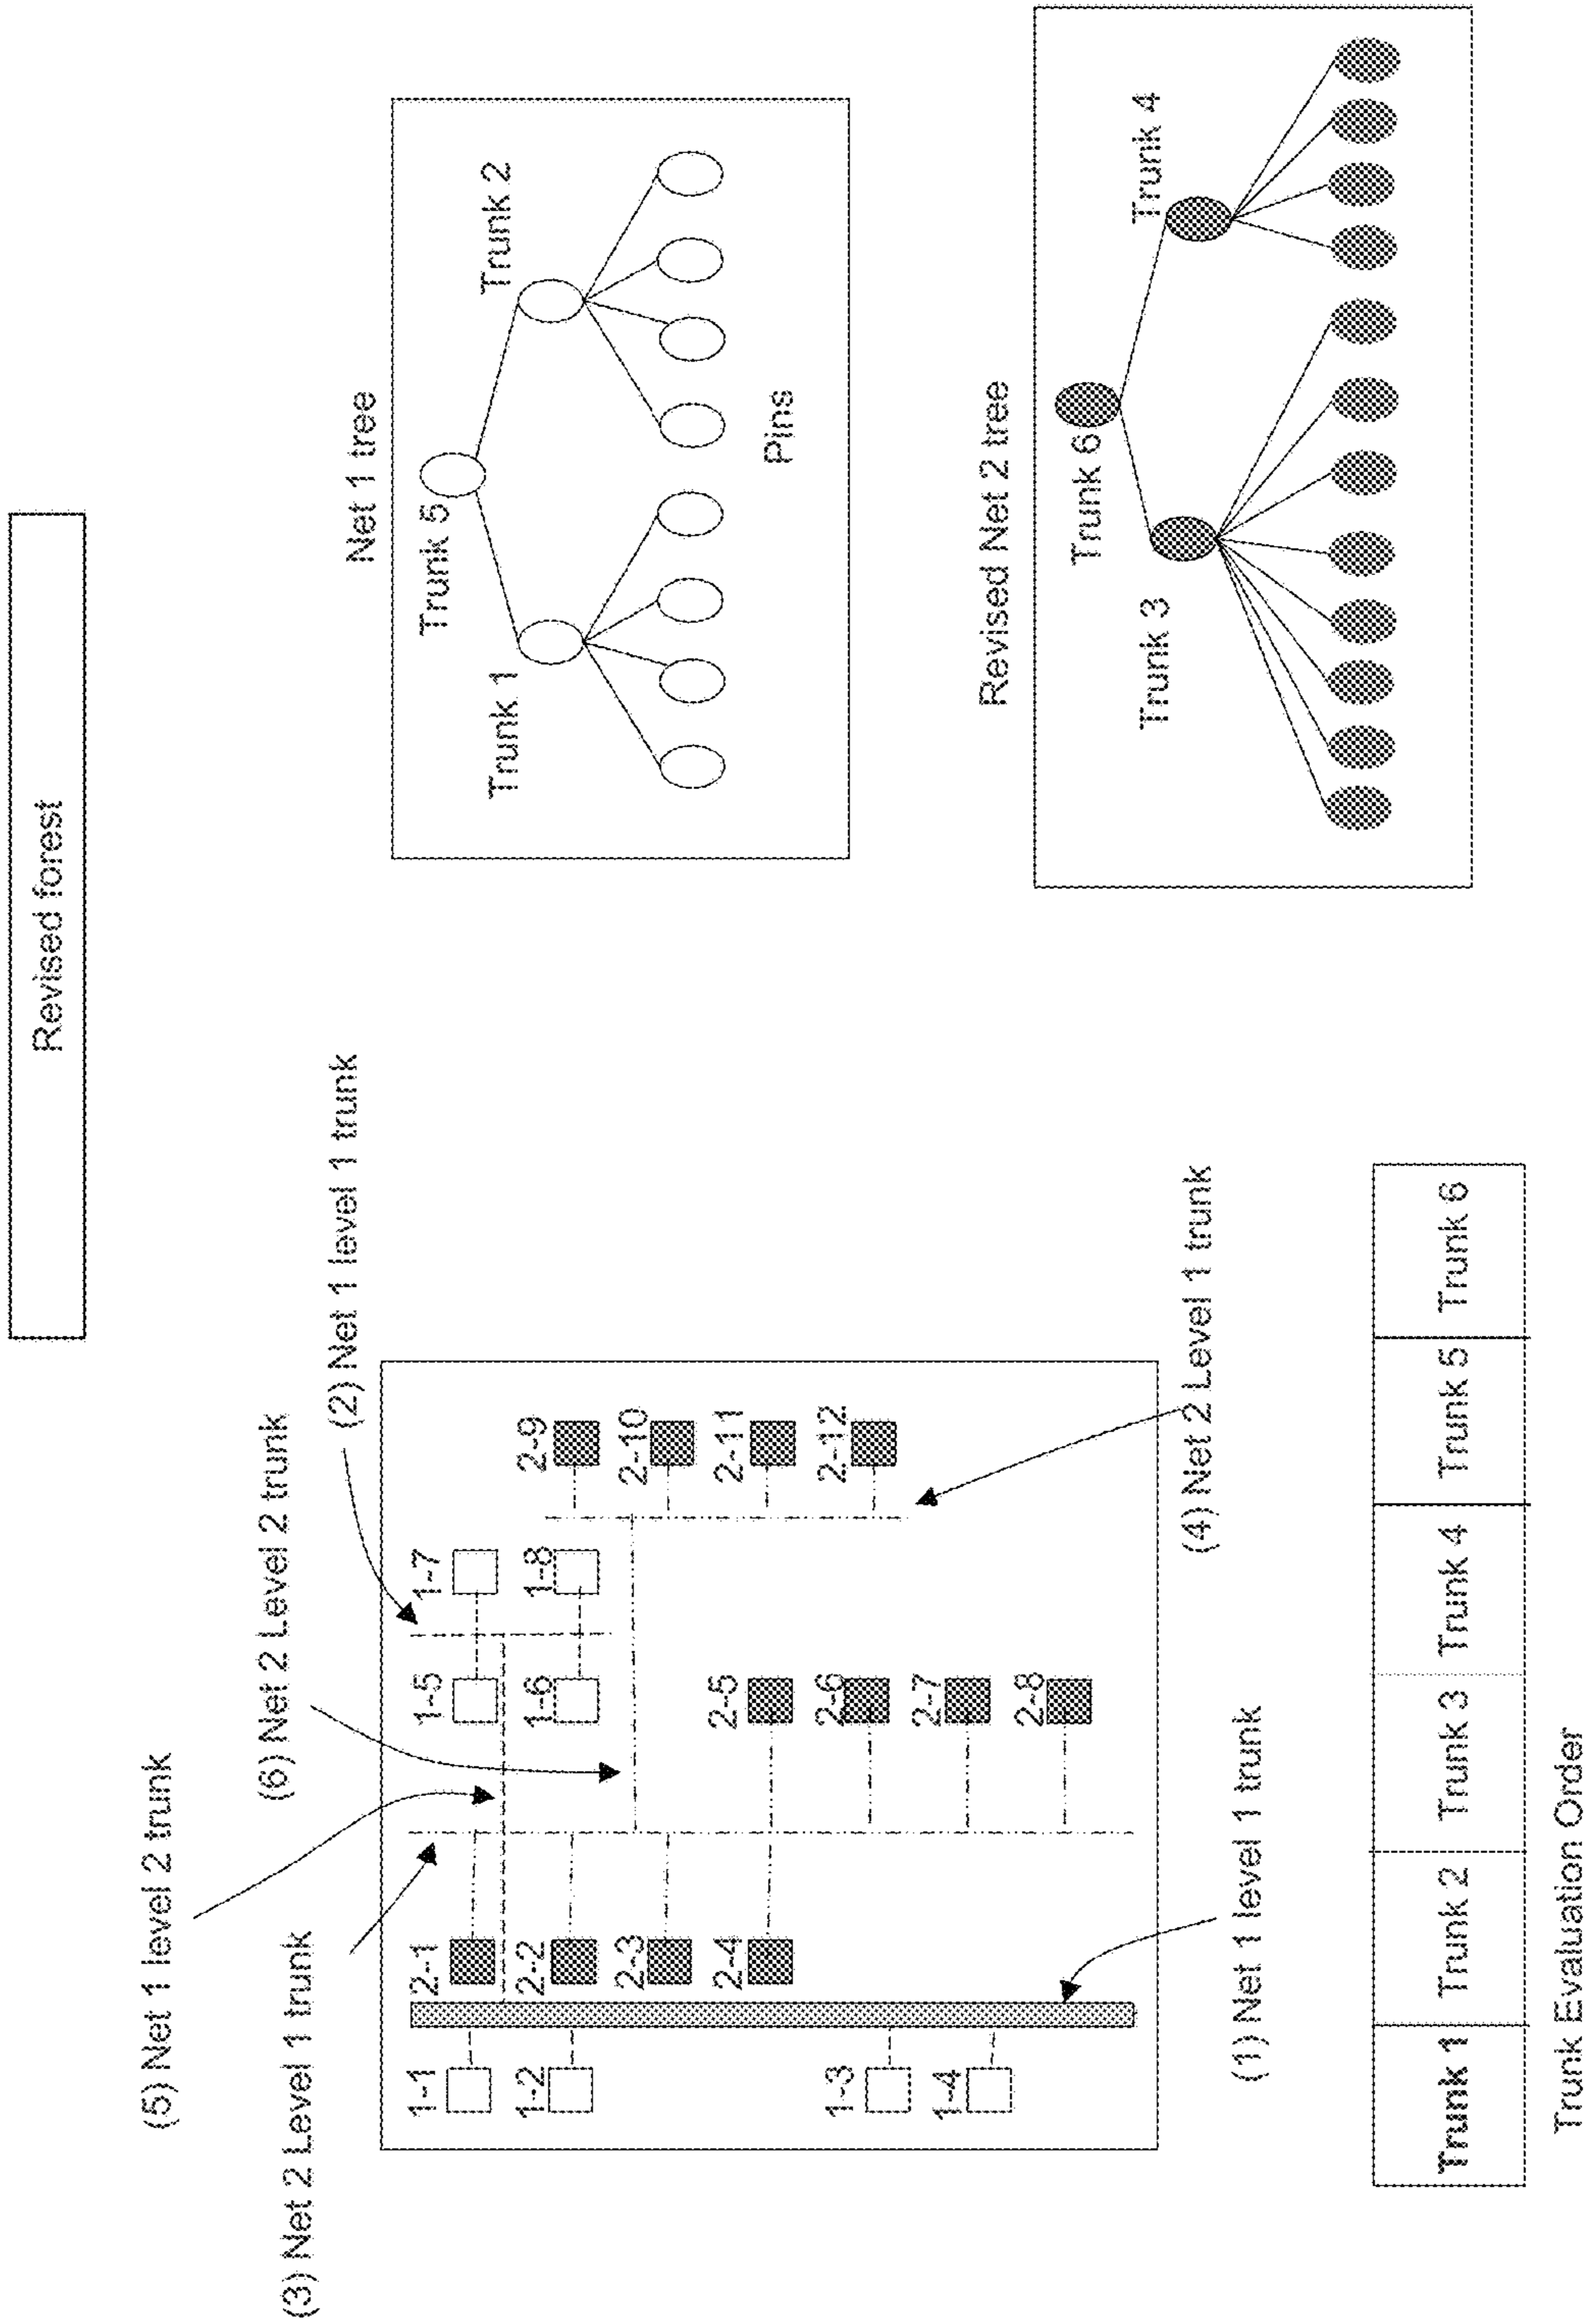 Revised forest
(5) Net 1 level 2 trunk
(6) Net 2 Level 2 trunk
(3) Net 2 Level 1 trunk
(2) Net 1 level 1 trunk
1-1
2-1
1-5
1-7
1-2
2-2
1-6
1-8
2-9
2-3
2-10
2-4
2-5
2-11
1-3
2-6
2-12
1-4
2-7
2-8
(1) Net 1 level 1 trunk
(4) Net 2 Level 1 trunk
Trunk 1
Trunk 2
Trunk 3
Trunk 4
Trunk 5
Trunk 6
Trunk Evaluation Order
Net 1 tree
Trunk 5
Trunk 1
Trunk 2
Pins
Revised Net 2 tree
Trunk 6
Trunk 3
Trunk 4